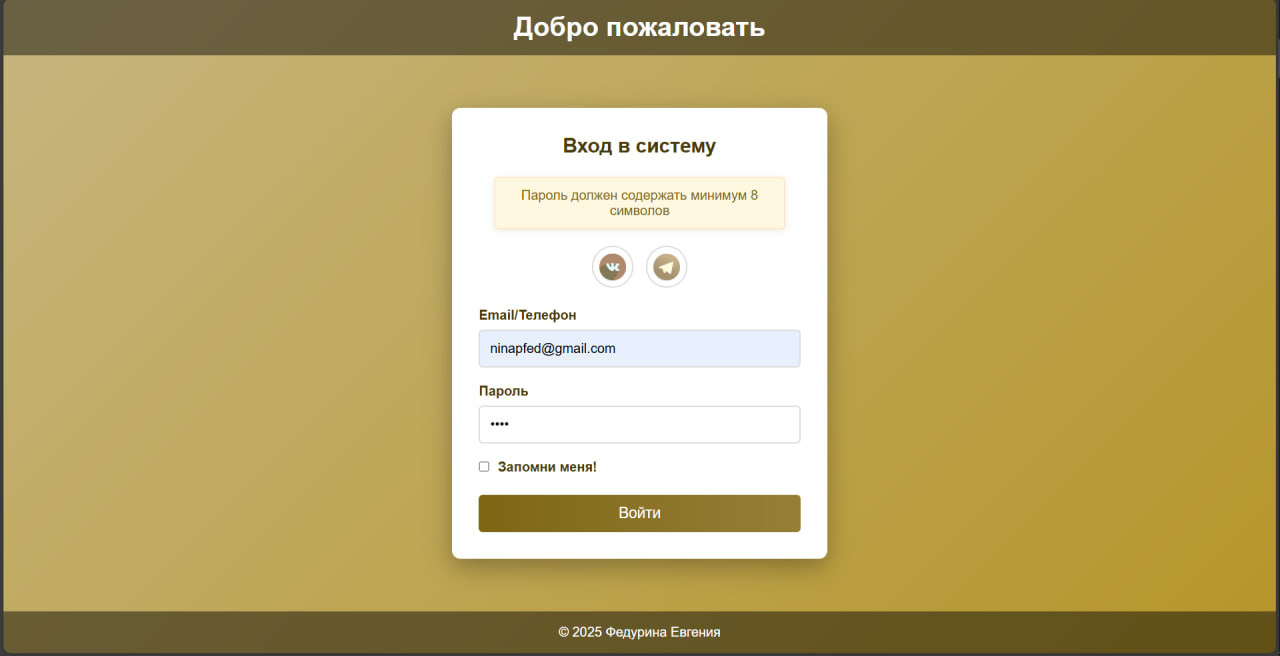 Добро пожаловать
Вход в систему
Пароль должен содержать минимум 8
символов
Email/Телефон
ninapfed@gmail.com
Пароль
••••
Запомни меня!
Войти
© 2025 Федурина Евгения